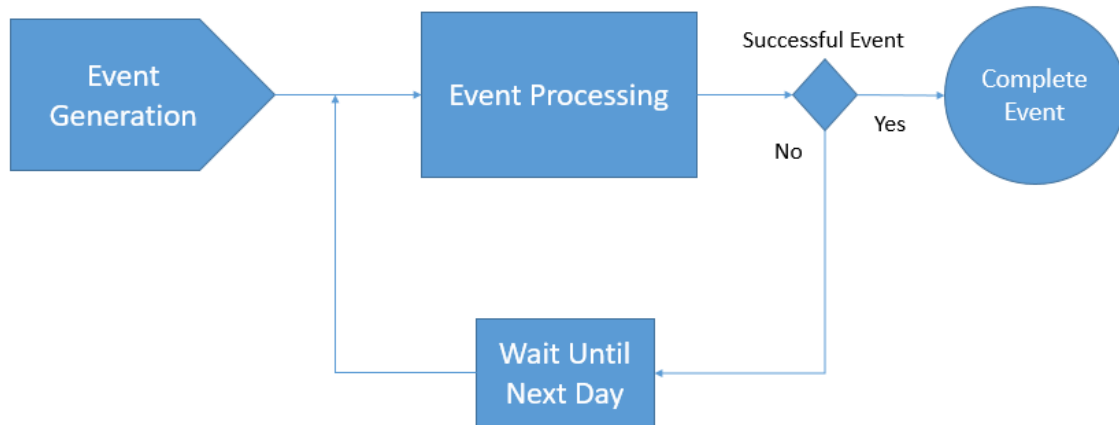 Event
Generation
Event Processing
Successful Event
Yes
No
Complete
Event
Wait Until
Next Day